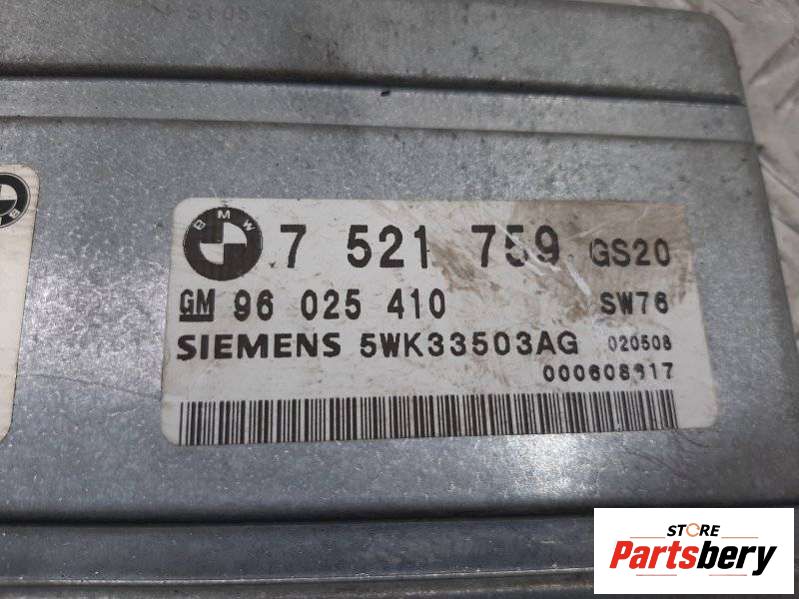 BMW
7 521 759 GS20
GM 96 025 410 SW76
SIEMENS 5WK33503AG 020508
STORE
Partsbery